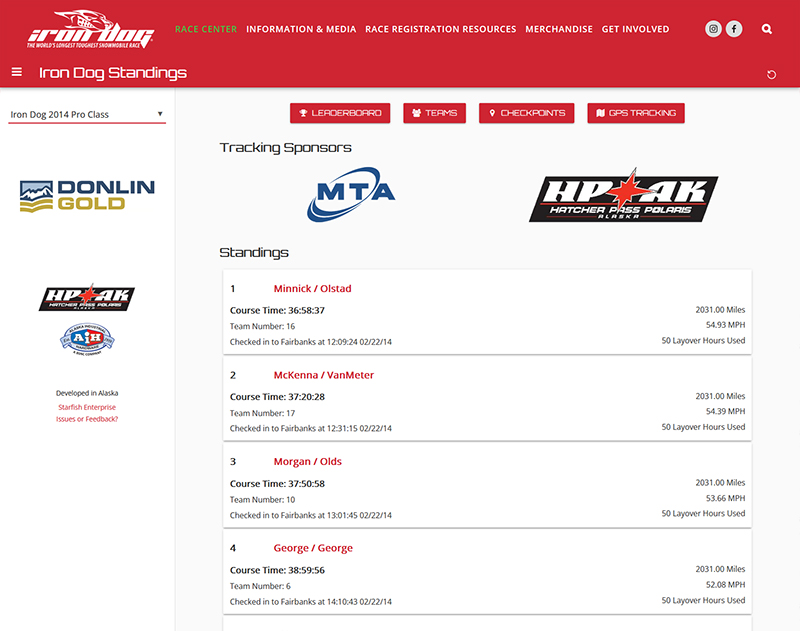 iron dog
THE WORLD'S LONGEST TOUGHEST SNOWMOBILE RACE
RACE CENTER INFORMATION & MEDIA RACE REGISTRATION RESOURCES MERCHANDISE GET INVOLVED
Iron Dog Standings
Iron Dog 2014 Pro Class
LEADERBOARD TEAMS CHECKPOINTS GPS TRACKING
Tracking Sponsors
DONLIN
GOLD
MTA
HP AK
HATCHER PASS POLARIS
ALASKA
Standings
HP AK
HATCHER PASS POLARIS
ALASKA
ALASKA INDUSTRIAL
AIH
HARDWARE
Developed in Alaska
Starfish Enterprise
Issues or Feedback?
1 Minnick / Olstad
Course Time: 36:58:37
2031.00 Miles
Team Number: 16
54.93 MPH
Checked in to Fairbanks at 12:09:24 02/22/14
50 Layover Hours Used
2 McKenna / VanMeter
Course Time: 37:20:28
2031.00 Miles
Team Number: 17
54.39 MPH
Checked in to Fairbanks at 12:31:15 02/22/14
50 Layover Hours Used
3 Morgan / Olds
Course Time: 37:50:58
2031.00 Miles
Team Number: 10
53.66 MPH
Checked in to Fairbanks at 13:01:45 02/22/14
50 Layover Hours Used
4 George / George
Course Time: 38:59:56
2031.00 Miles
Team Number: 6
52.08 MPH
Checked in to Fairbanks at 14:10:43 02/22/14
50 Layover Hours Used